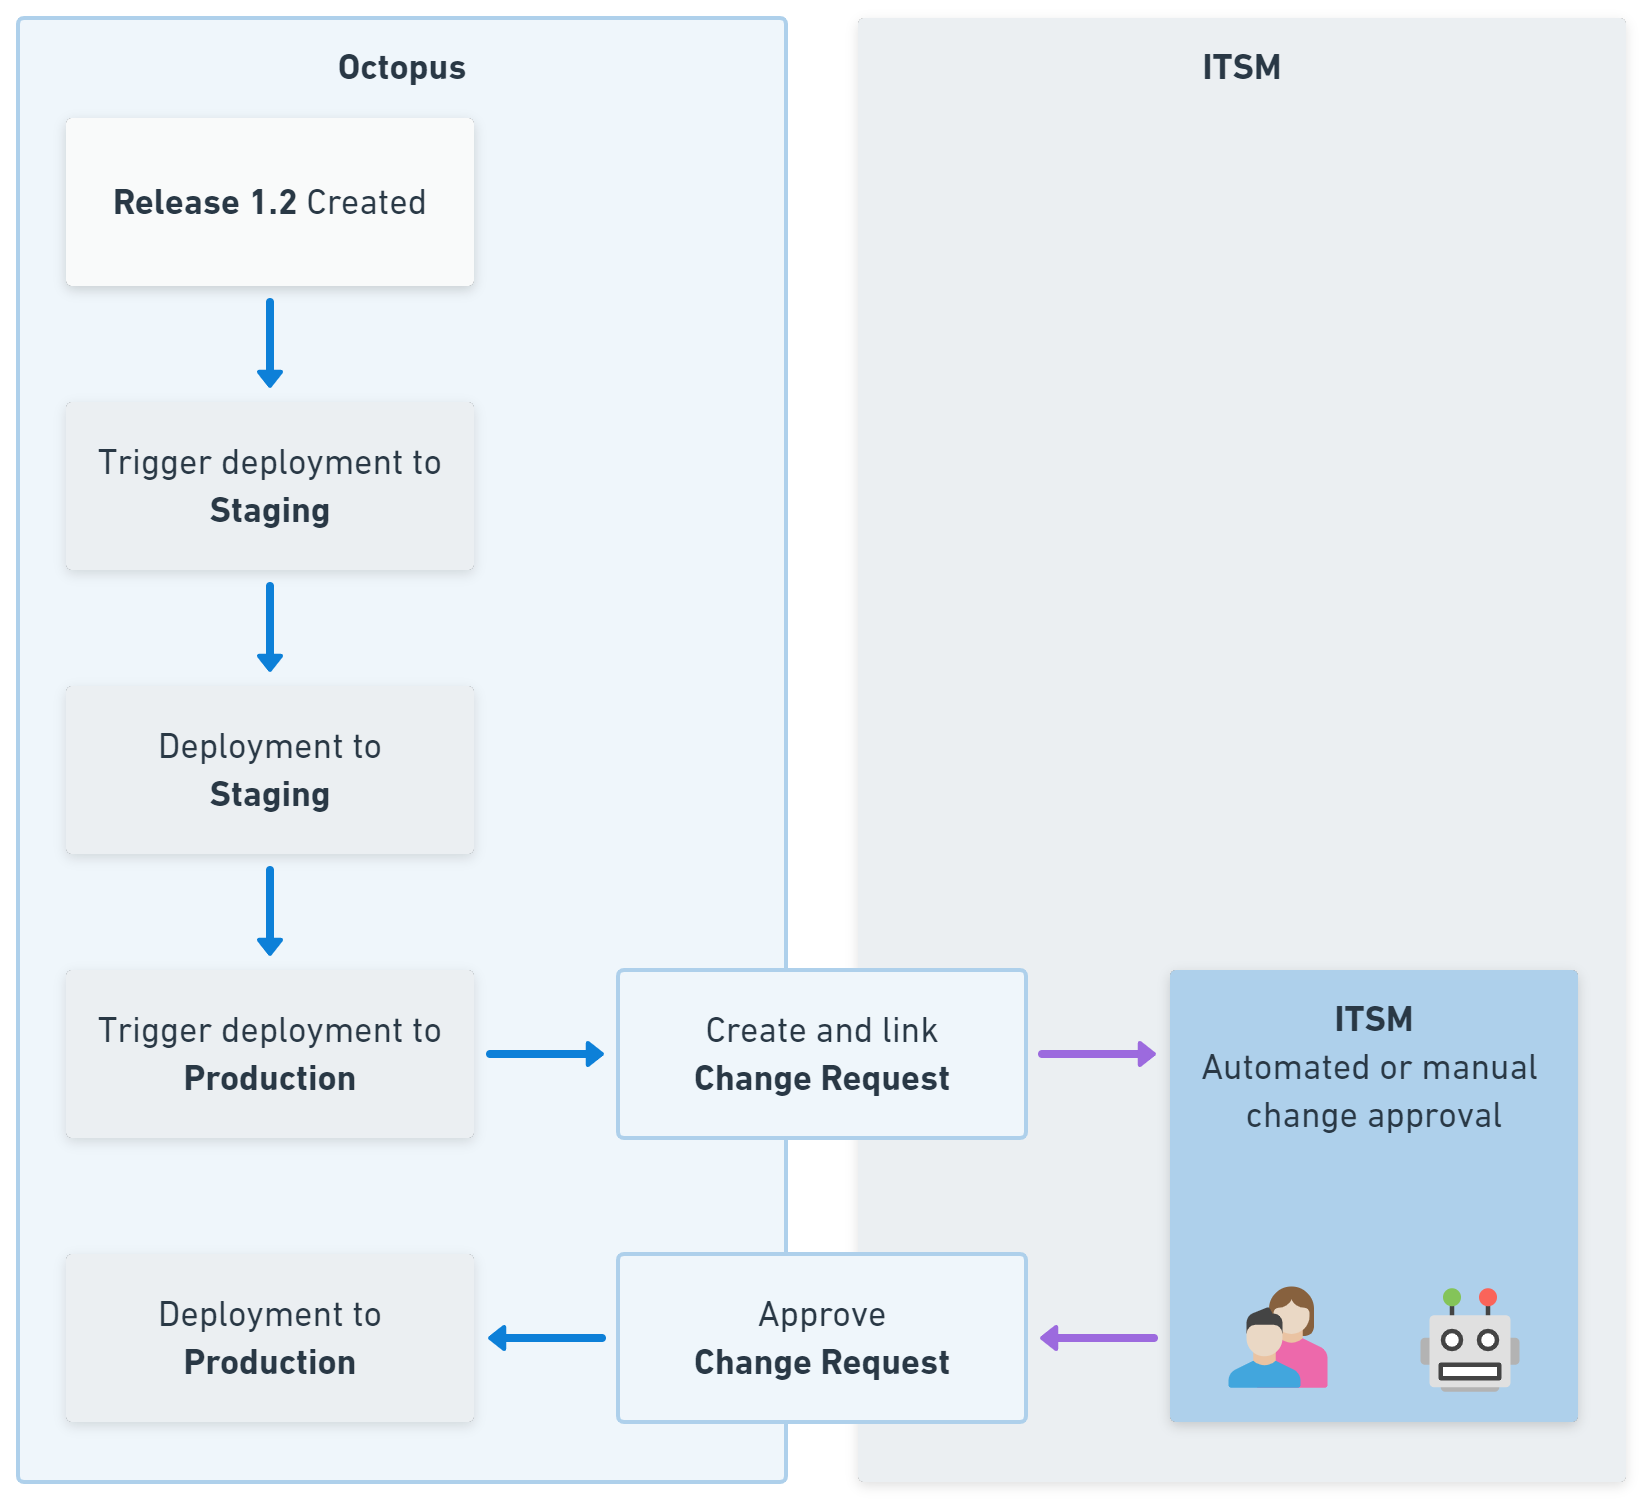 Octopus
ITSM
Release 1.2 Created
Trigger deployment to
Staging
Deployment to
Staging
Trigger deployment to
Production
Create and link
Change Request
ITSM
Automated or manual
change approval
Deployment to
Production
Approve
Change Request